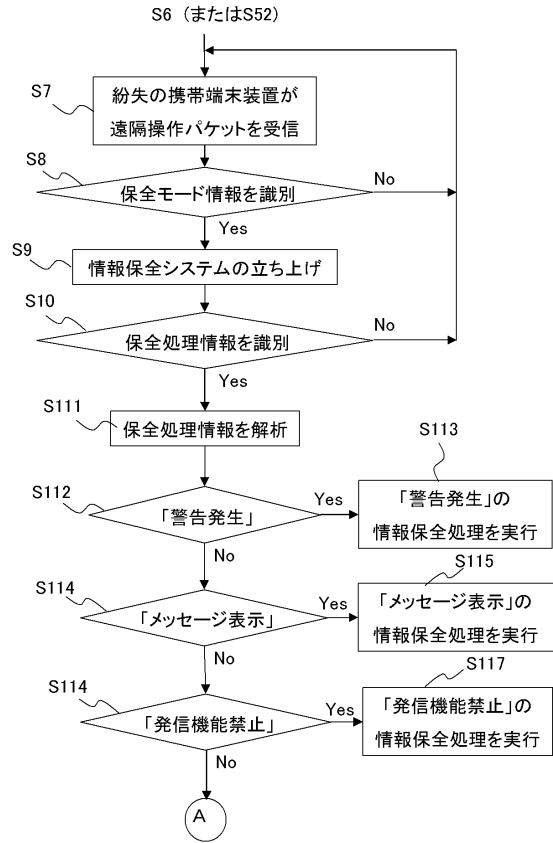 S6（またはS52）
S7
紛失の携帯端末装置が
遠隔操作パケットを受信
S8
保全モード情報を識別
No
Yes
S9
情報保全システムの立ち上げ
S10
保全処理情報を識別
No
Yes
S111
保全処理情報を解析
S113
S112
「警告発生」
Yes
「警告発生」の
情報保全処理を実行
No
S115
S114
「メッセージ表示」
Yes
「メッセージ表示」の
情報保全処理を実行
No
S117
S114
「発信機能禁止」
Yes
「発信機能禁止」の
情報保全処理を実行
No
A